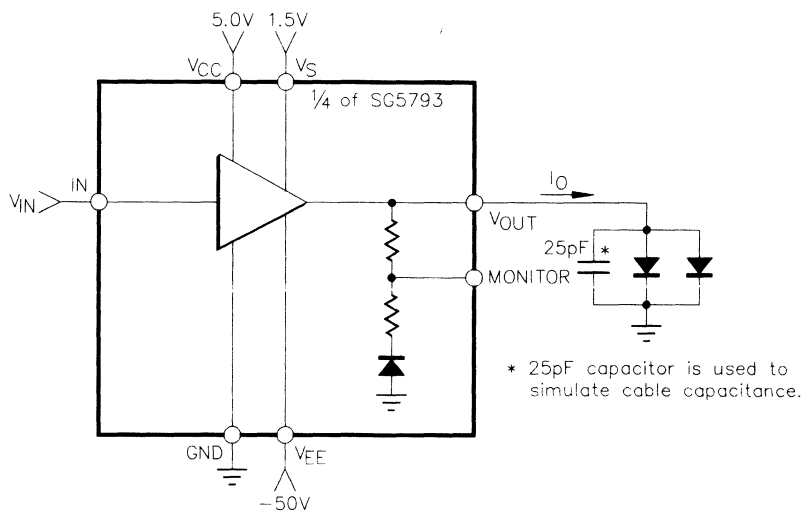 5.0V 1.5V
VCC VS
1/4 of SG5793
IN
VIN
IO
VOUT
25pF *
MONITOR
* 25pF capacitor is used to
simulate cable capacitance.
GND VEE
-50V